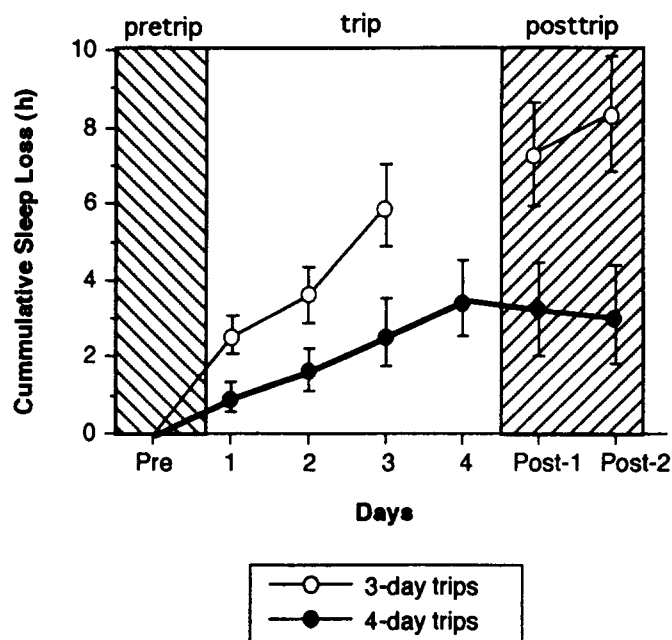 pretrip trip posttrip
10
8
6
4
2
0
Cummulative Sleep Loss (h)
Pre 1 2 3 4 Post-1 Post-2
Days
3-day trips
4-day trips